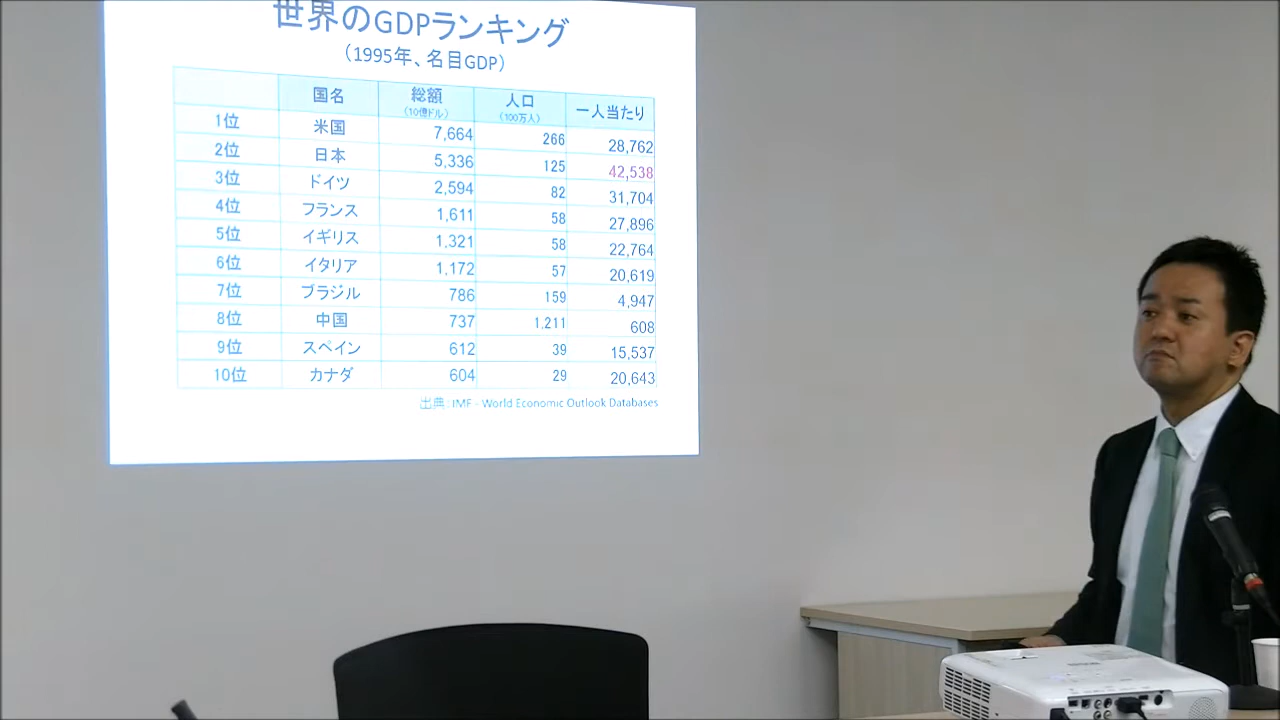 世界のGDPランキング
（1995年、名目GDP）
国名 総額（10億ドル） 人口（100万人） 一人当たり
1位 米国 7,664 266 28,762
2位 日本 5,336 125 42,538
3位 ドイツ 2,594 82 31,704
4位 フランス 1,611 58 27,896
5位 イギリス 1,321 58 22,764
6位 イタリア 1,172 57 20,619
7位 ブラジル 786 159 4,947
8位 中国 737 1,211 608
9位 スペイン 612 39 15,537
10位 カナダ 604 29 20,643
出典：IMF - World Economic Outlook Databases